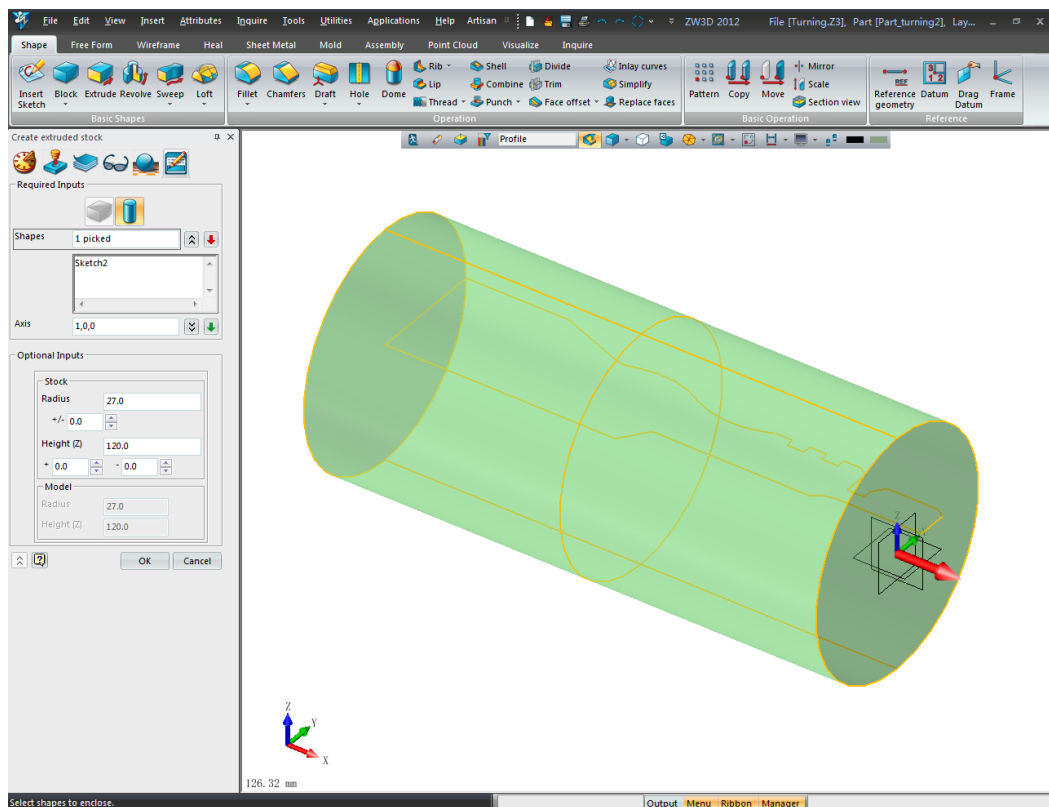 File Edit View Insert Attributes Inquire Tools Utilities Applications Help Artisan ZW3D 2012 File [Turning.Z3], Part [Part_turning2], Lay...
Shape Free Form Wireframe Heal Sheet Metal Mold Assembly Point Cloud Visualize Inquire
Rib Shell Divide Inlay curves Mirror
Lip Combine Trim Simplify Scale
Insert Sketch Block Extrude Revolve Sweep Loft Fillet Chamfers Draft Hole Dome Thread Punch Face offset Replace faces Pattern Copy Move Section view REF Reference geometry Datum Drag Datum Frame
Basic Shapes Operation Basic Operation Reference
Create extruded stock
Profile
Required Inputs
Shapes 1 picked
Sketch2
Axis 1,0,0
Optional Inputs
Stock
Radius 27.0
+/- 0.0
Height (Z) 120.0
+ 0.0 - 0.0
Model
Radius 27.0
Height (Z) 120.0
OK Cancel
Z
Z
Y
X
126.32 mm
Select shapes to enclose.
Output Menu Ribbon Manager